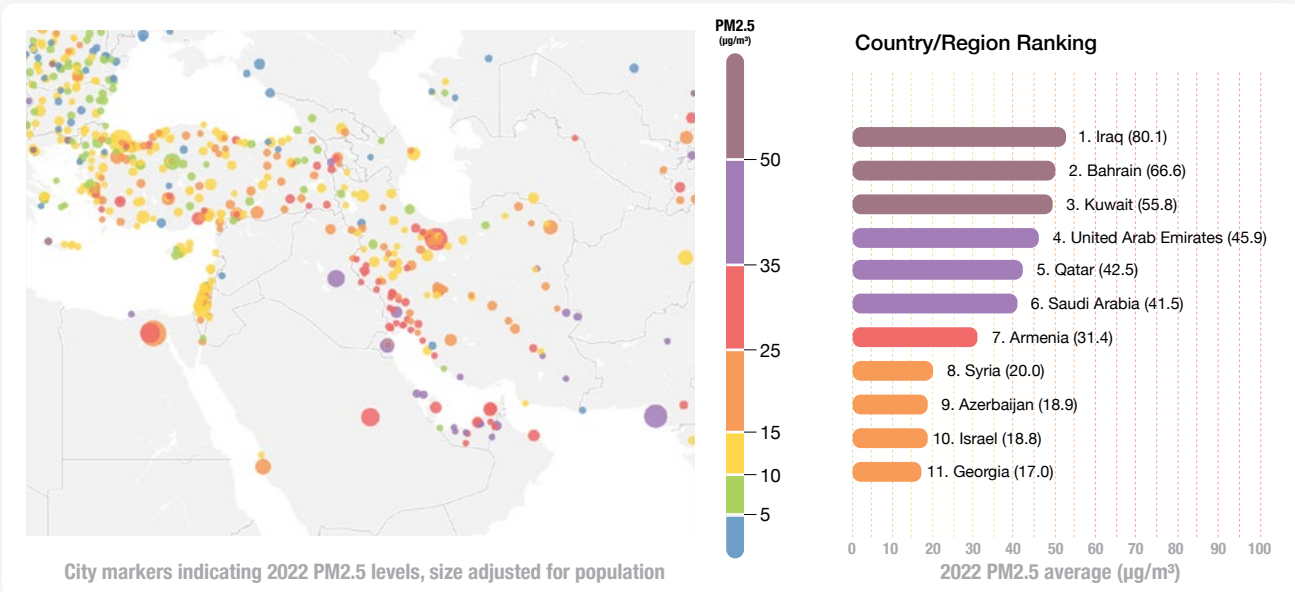 PM2.5
(µg/m³)
50
35
25
15
10
5
City markers indicating 2022 PM2.5 levels, size adjusted for population
Country/Region Ranking
1. Iraq (80.1)
2. Bahrain (66.6)
3. Kuwait (55.8)
4. United Arab Emirates (45.9)
5. Qatar (42.5)
6. Saudi Arabia (41.5)
7. Armenia (31.4)
8. Syria (20.0)
9. Azerbaijan (18.9)
10. Israel (18.8)
11. Georgia (17.0)
0 10 20 30 40 50 60 70 80 90 100
2022 PM2.5 average (µg/m³)